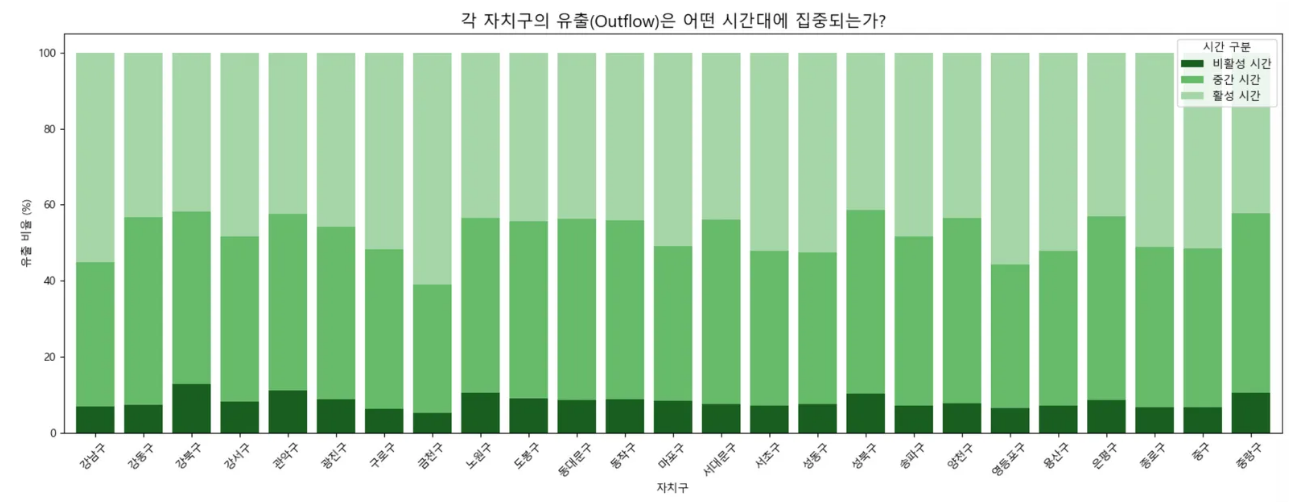 각 자치구의 유출(Outflow)은 어떤 시간대에 집중되는가?
시간 구분
비활성 시간
중간 시간
활성 시간
유출 비율 (%)
100
80
60
40
20
0
강남구
강동구
강북구
강서구
관악구
광진구
구로구
금천구
노원구
도봉구
동대문구
동작구
마포구
서대문구
서초구
성동구
성북구
송파구
양천구
영등포구
용산구
은평구
종로구
중구
중랑구
자치구